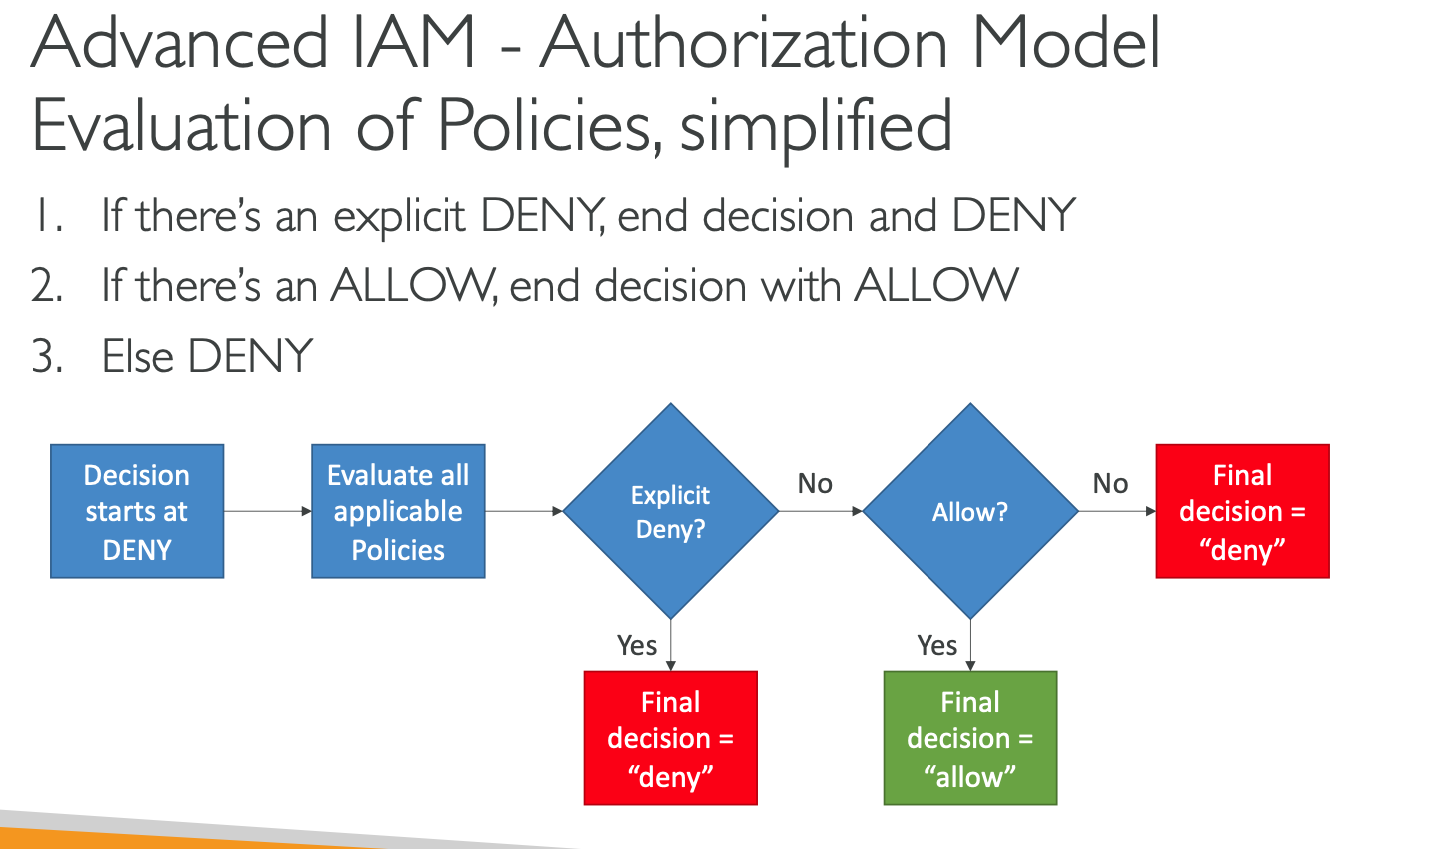 Advanced IAM - Authorization Model
Evaluation of Policies, simplified
1. If there’s an explicit DENY, end decision and DENY
2. If there’s an ALLOW, end decision with ALLOW
3. Else DENY
Decision
starts at
DENY
Evaluate all
applicable
Policies
Explicit
Deny?
No
Allow?
No
Final
decision =
“deny”
Yes
Final
decision =
“deny”
Yes
Final
decision =
“allow”